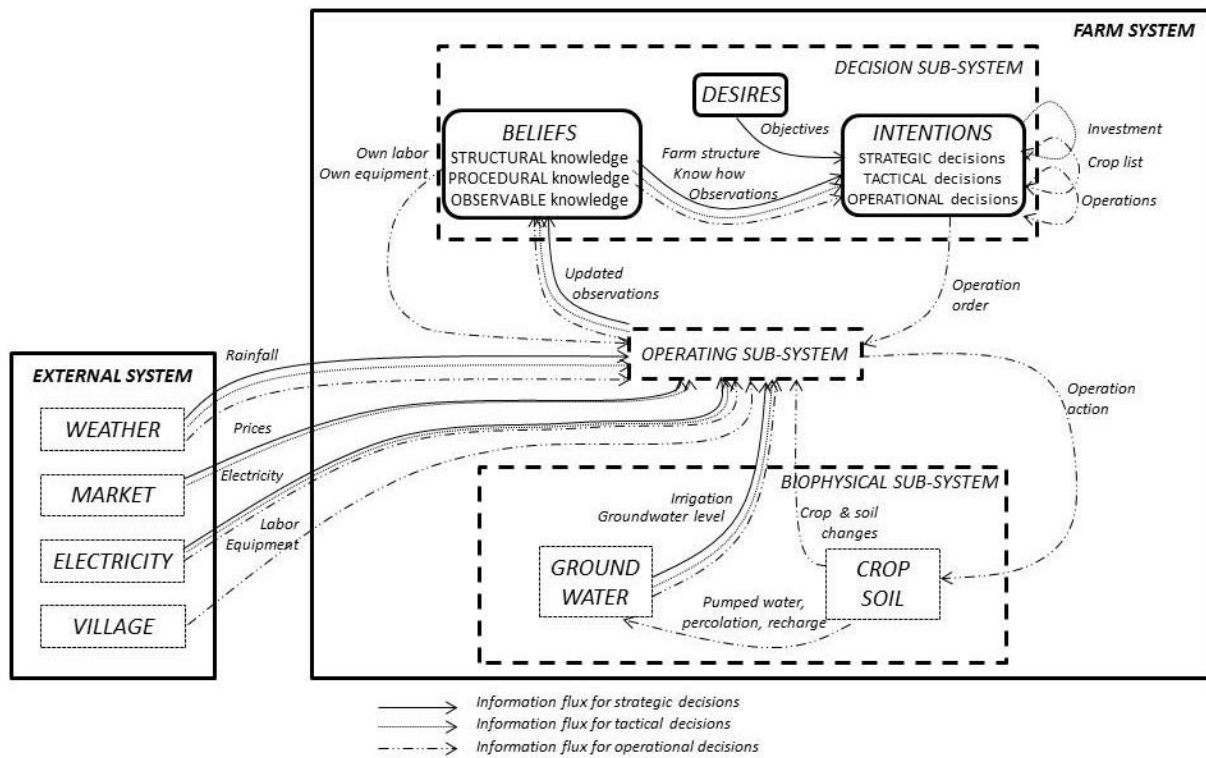 FARM SYSTEM
DECISION SUB-SYSTEM
DESIRES
BELIEFS
STRUCTURAL knowledge
PROCEDURAL knowledge
OBSERVABLE knowledge
Objectives
INTENTIONS
STRATEGIC decisions
TACTICAL decisions
OPERATIONAL decisions
Investment
Crop list
Operations
Own labor
Own equipment
Farm structure
Know how
Observations
Updated
observations
Operation
order
OPERATING SUB-SYSTEM
Operation
action
EXTERNAL SYSTEM
WEATHER
MARKET
ELECTRICITY
VILLAGE
Rainfall
Prices
Electricity
Labor
Equipment
BIOPHYSICAL SUB-SYSTEM
Irrigation
Groundwater level
Crop & soil
changes
GROUND
WATER
CROP
SOIL
Pumped water,
percolation, recharge
Information flux for strategic decisions
Information flux for tactical decisions
Information flux for operational decisions